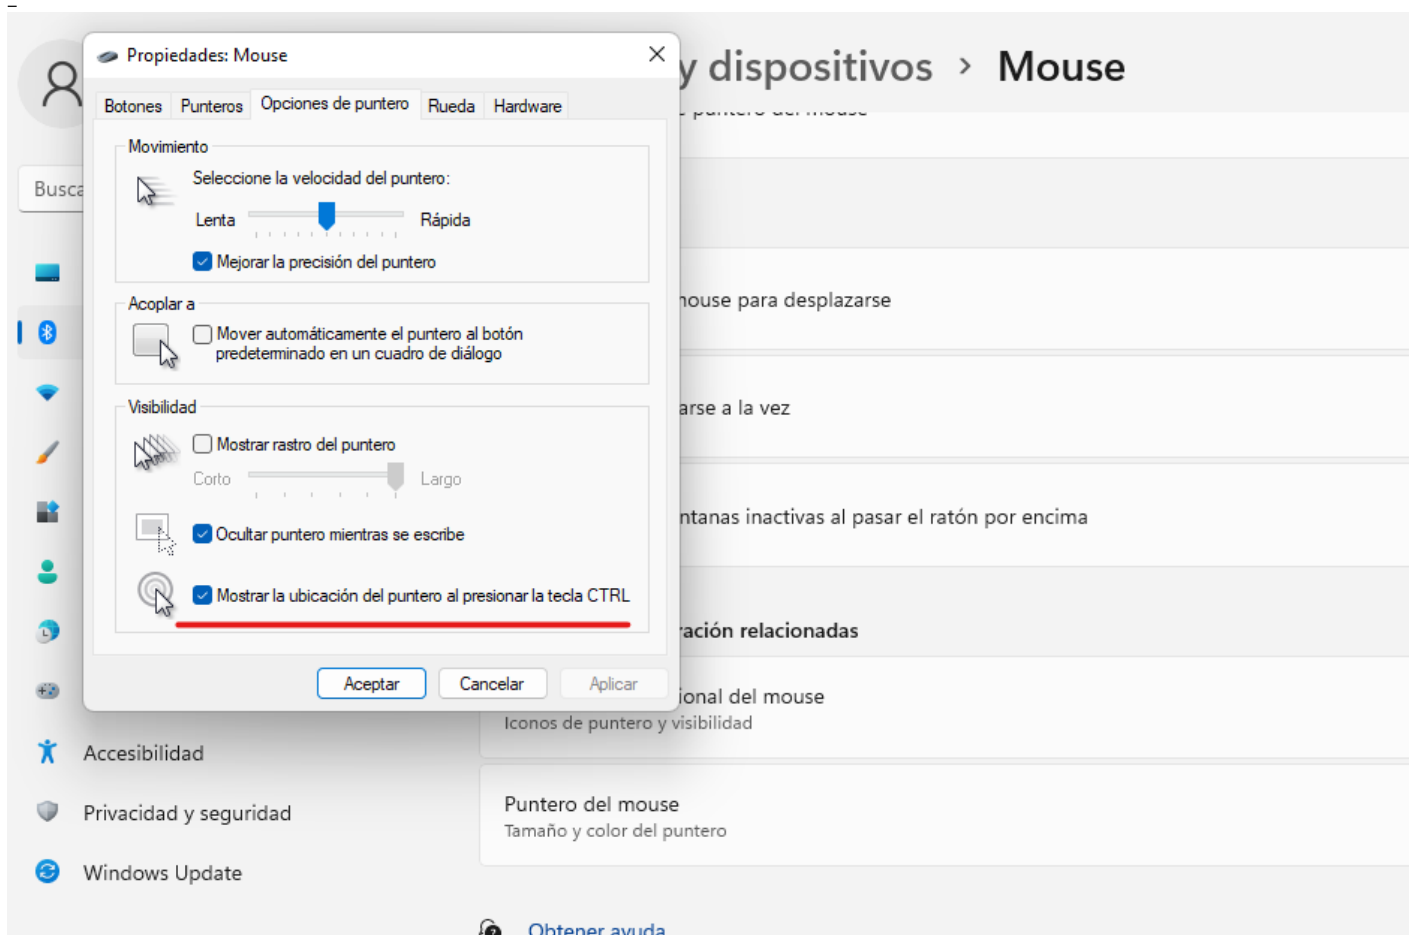 Propiedades: Mouse
y dispositivos > Mouse
Botones Punteros Opciones de puntero Rueda Hardware
Movimiento
Seleccione la velocidad del puntero:
Lenta Rápida
Mejorar la precisión del puntero
Acoplar a
Mover automáticamente el puntero al botón
predeterminado en un cuadro de diálogo
Visibilidad
Mostrar rastro del puntero
Corto Largo
Ocultar puntero mientras se escribe
Mostrar la ubicación del puntero al presionar la tecla CTRL
Aceptar Cancelar Aplicar
Busca
puntero del mouse
mouse para desplazarse
arse a la vez
ntanas inactivas al pasar el ratón por encima
ración relacionadas
ional del mouse
Iconos de puntero y visibilidad
Puntero del mouse
Tamaño y color del puntero
Obtener ayuda
Accesibilidad
Privacidad y seguridad
Windows Update